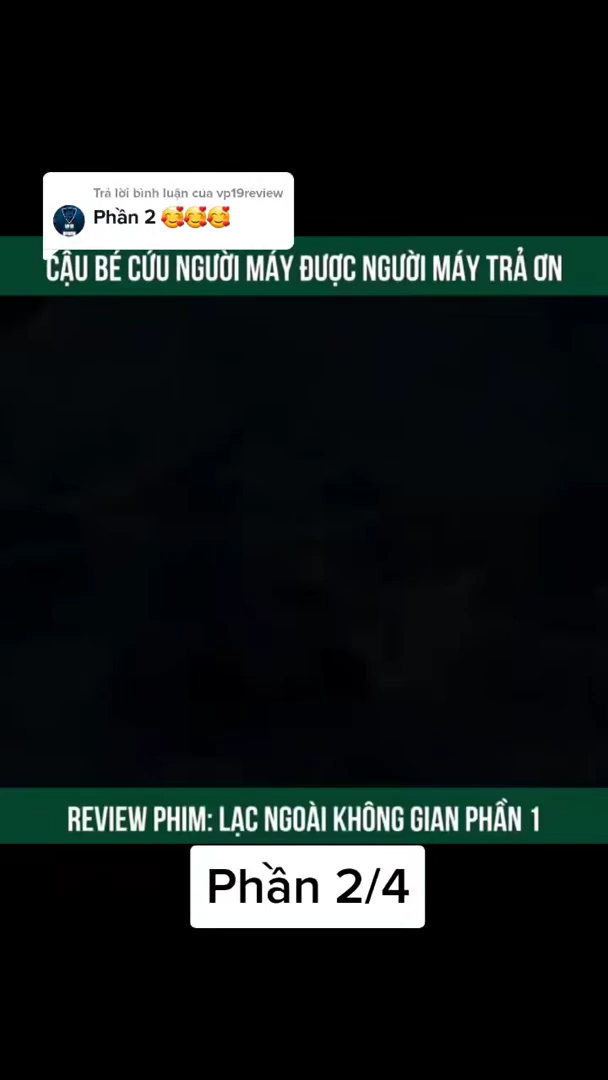 Trả lời bình luận của vp19review
Phần 2 🥰🥰🥰
CẬU BÉ CỨU NGƯỜI MÁY ĐƯỢC NGƯỜI MÁY TRẢ ƠN
REVIEW PHIM: LẠC NGOÀI KHÔNG GIAN PHẦN 1
Phần 2/4